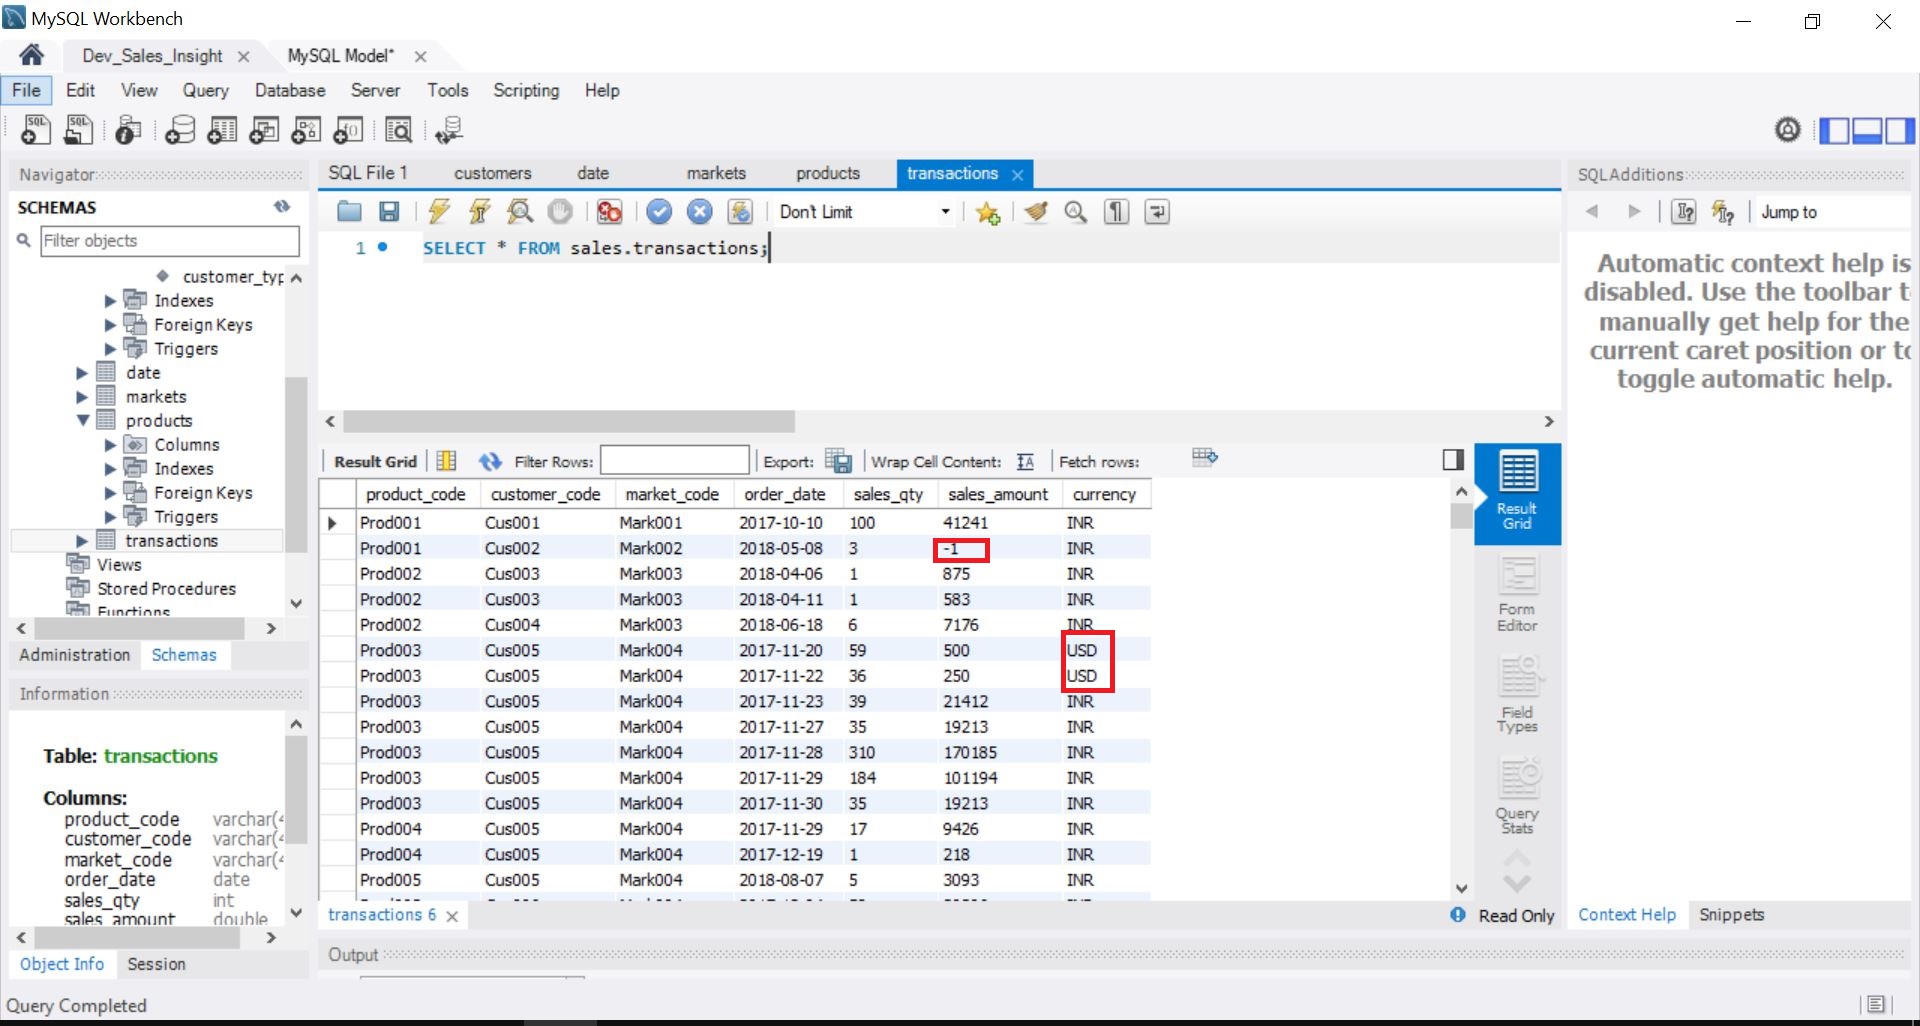 MySQL Workbench
Dev_Sales_Insight
MySQL Model*
File Edit View Query Database Server Tools Scripting Help
Navigator
SCHEMAS
Filter objects
customer_typ
Indexes
Foreign Keys
Triggers
date
markets
products
Columns
Indexes
Foreign Keys
Triggers
transactions
Views
Stored Procedures
Functions
Administration Schemas
Information
Table: transactions
Columns:
product_code varchar(4
customer_code varchar(4
market_code varchar(4
order_date date
sales_qty int
sales_amount double
Object Info Session
SQL File 1 customers date markets products transactions
Don't Limit
1 SELECT * FROM sales.transactions;
Result Grid Filter Rows: Export: Wrap Cell Content: Fetch rows:
product_code customer_code market_code order_date sales_qty sales_amount currency
Prod001 Cus001 Mark001 2017-10-10 100 41241 INR
Prod001 Cus002 Mark002 2018-05-08 3 -1 INR
Prod002 Cus003 Mark003 2018-04-06 1 875 INR
Prod002 Cus003 Mark003 2018-04-11 1 583 INR
Prod002 Cus004 Mark003 2018-06-18 6 7176 INR
Prod003 Cus005 Mark004 2017-11-20 59 500 USD
Prod003 Cus005 Mark004 2017-11-22 36 250 USD
Prod003 Cus005 Mark004 2017-11-23 39 21412 INR
Prod003 Cus005 Mark004 2017-11-27 35 19213 INR
Prod003 Cus005 Mark004 2017-11-28 310 170185 INR
Prod003 Cus005 Mark004 2017-11-29 184 101194 INR
Prod003 Cus005 Mark004 2017-11-30 35 19213 INR
Prod004 Cus005 Mark004 2017-11-29 17 9426 INR
Prod004 Cus005 Mark004 2017-12-19 1 218 INR
Prod005 Cus005 Mark004 2018-08-07 5 3093 INR
Result
Grid
Form
Editor
Field
Types
Query
Stats
transactions 6
Read Only
Output
SQLAdditions
Jump to
Automatic context help is
disabled. Use the toolbar t
manually get help for the
current caret position or to
toggle automatic help.
Context Help Snippets
Query Completed